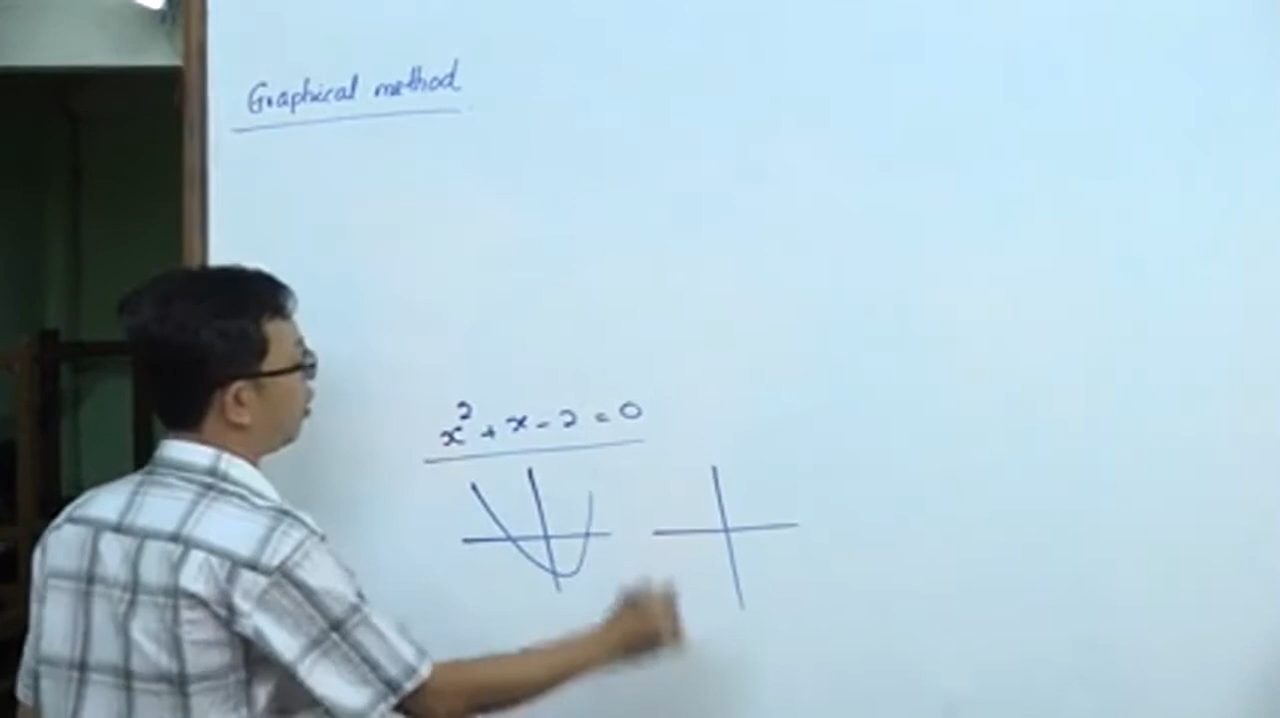 Graphical method
x² + x - 2 = 0